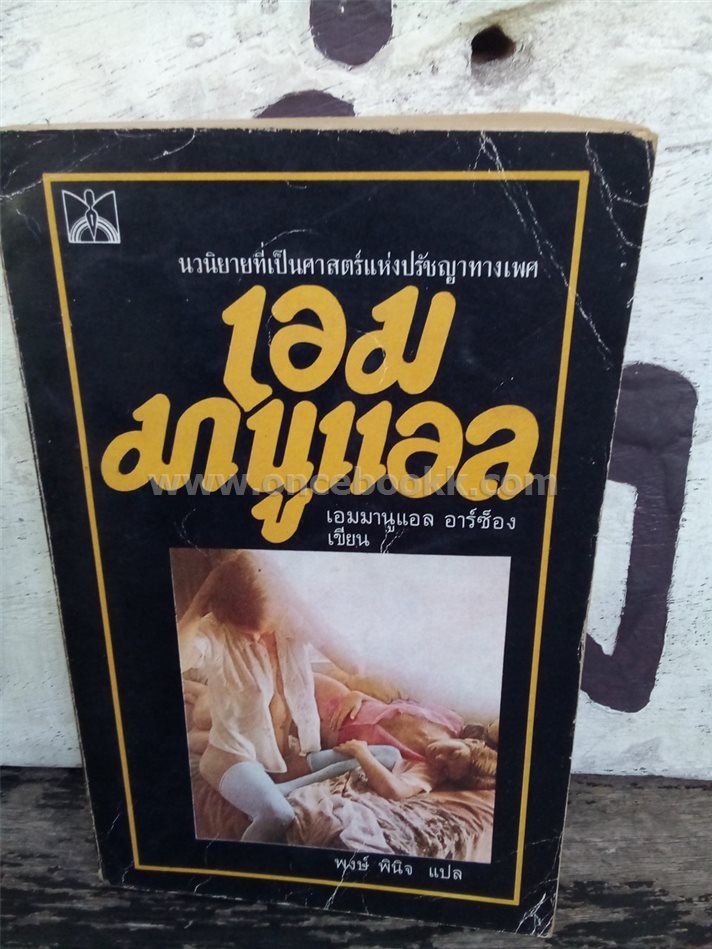 นวนิยายที่เป็นศาสตร์แห่งปรัชญาทางเพศ
เอม
มานูแอล
www.oncebookk.com
เอมมานูแอล อาร์ซ็อง
เขียน
พงษ์ พินิจ แปล